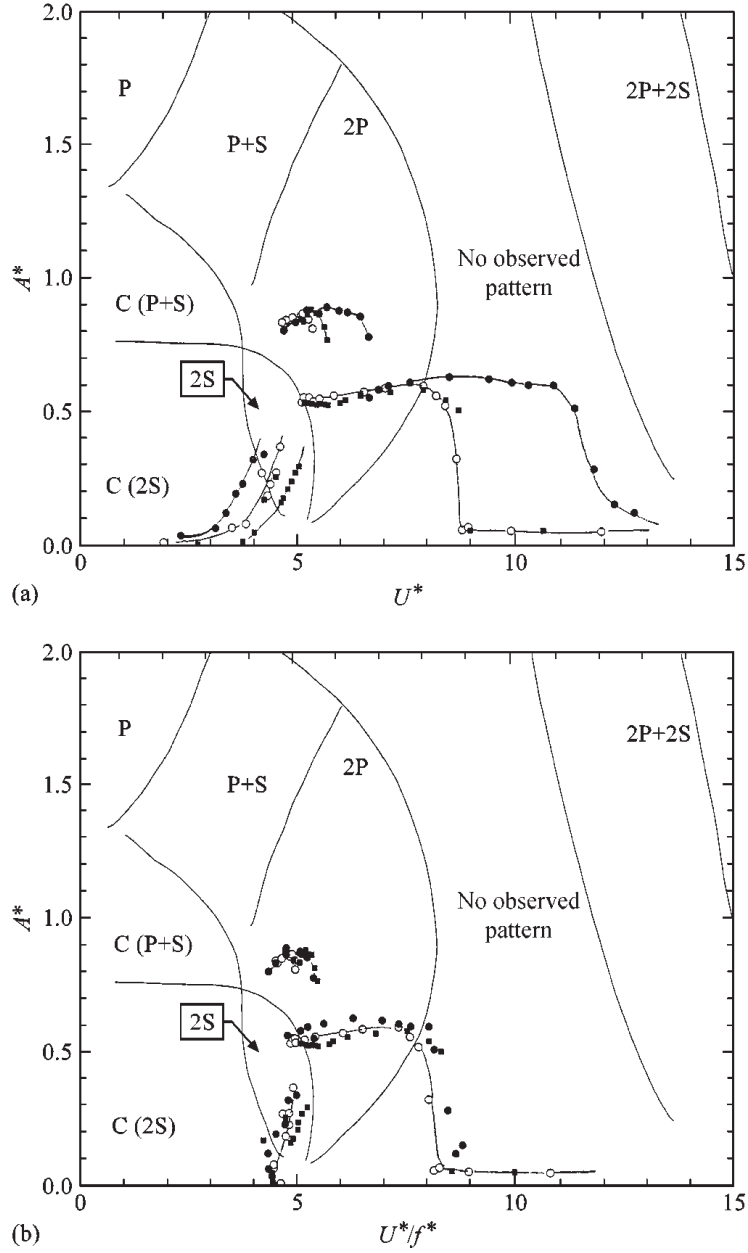 2.0
P
2P
2P+2S
P+S
1.5
A*
1.0
No observed
pattern
C (P+S)
2S
0.5
C (2S)
0.0
0
5
10
15
(a)
U*
2.0
P
2P
2P+2S
P+S
1.5
A*
1.0
No observed
pattern
C (P+S)
2S
0.5
C (2S)
0.0
0
5
10
15
(b)
U*/f*